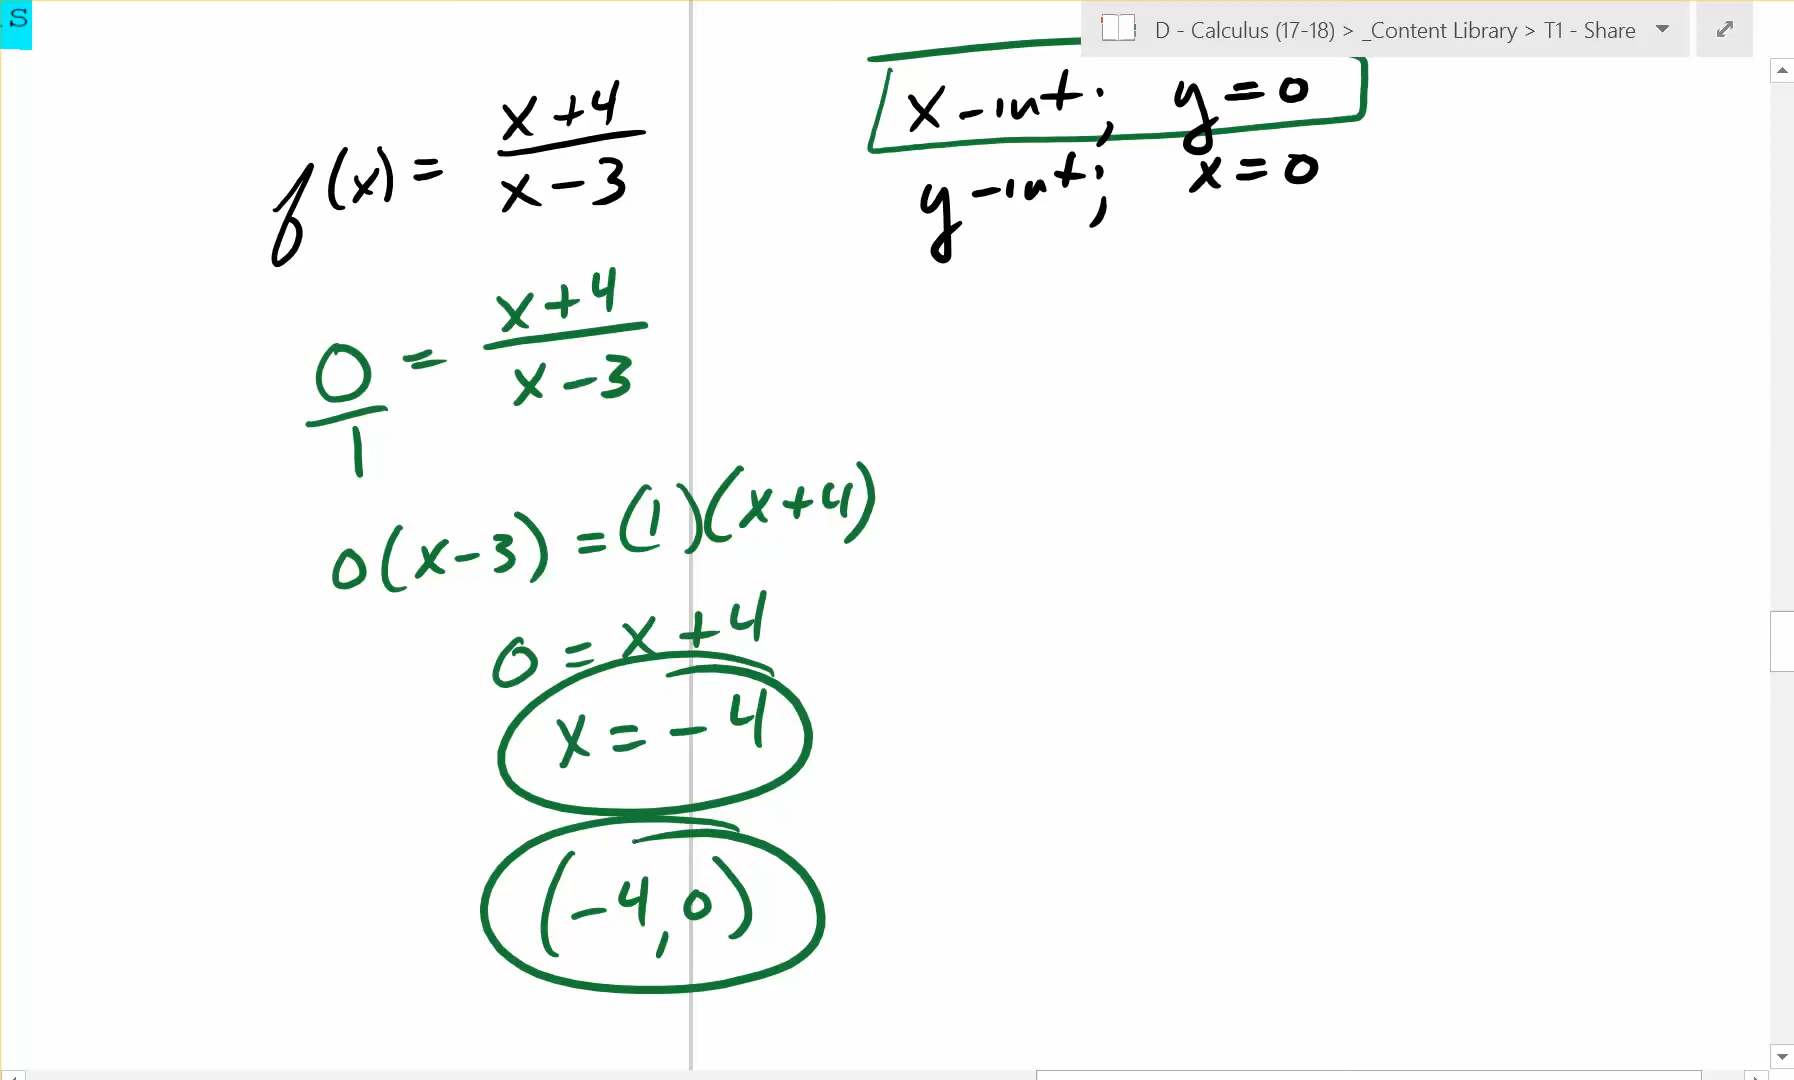 S
D - Calculus (17-18) > _Content Library > T1 - Share
x-int; y=0
y-int; x=0
f(x) = (x+4)/(x-3)
0/1 = (x+4)/(x-3)
0(x-3) = (1)(x+4)
0 = x+4
x = -4
(-4,0)